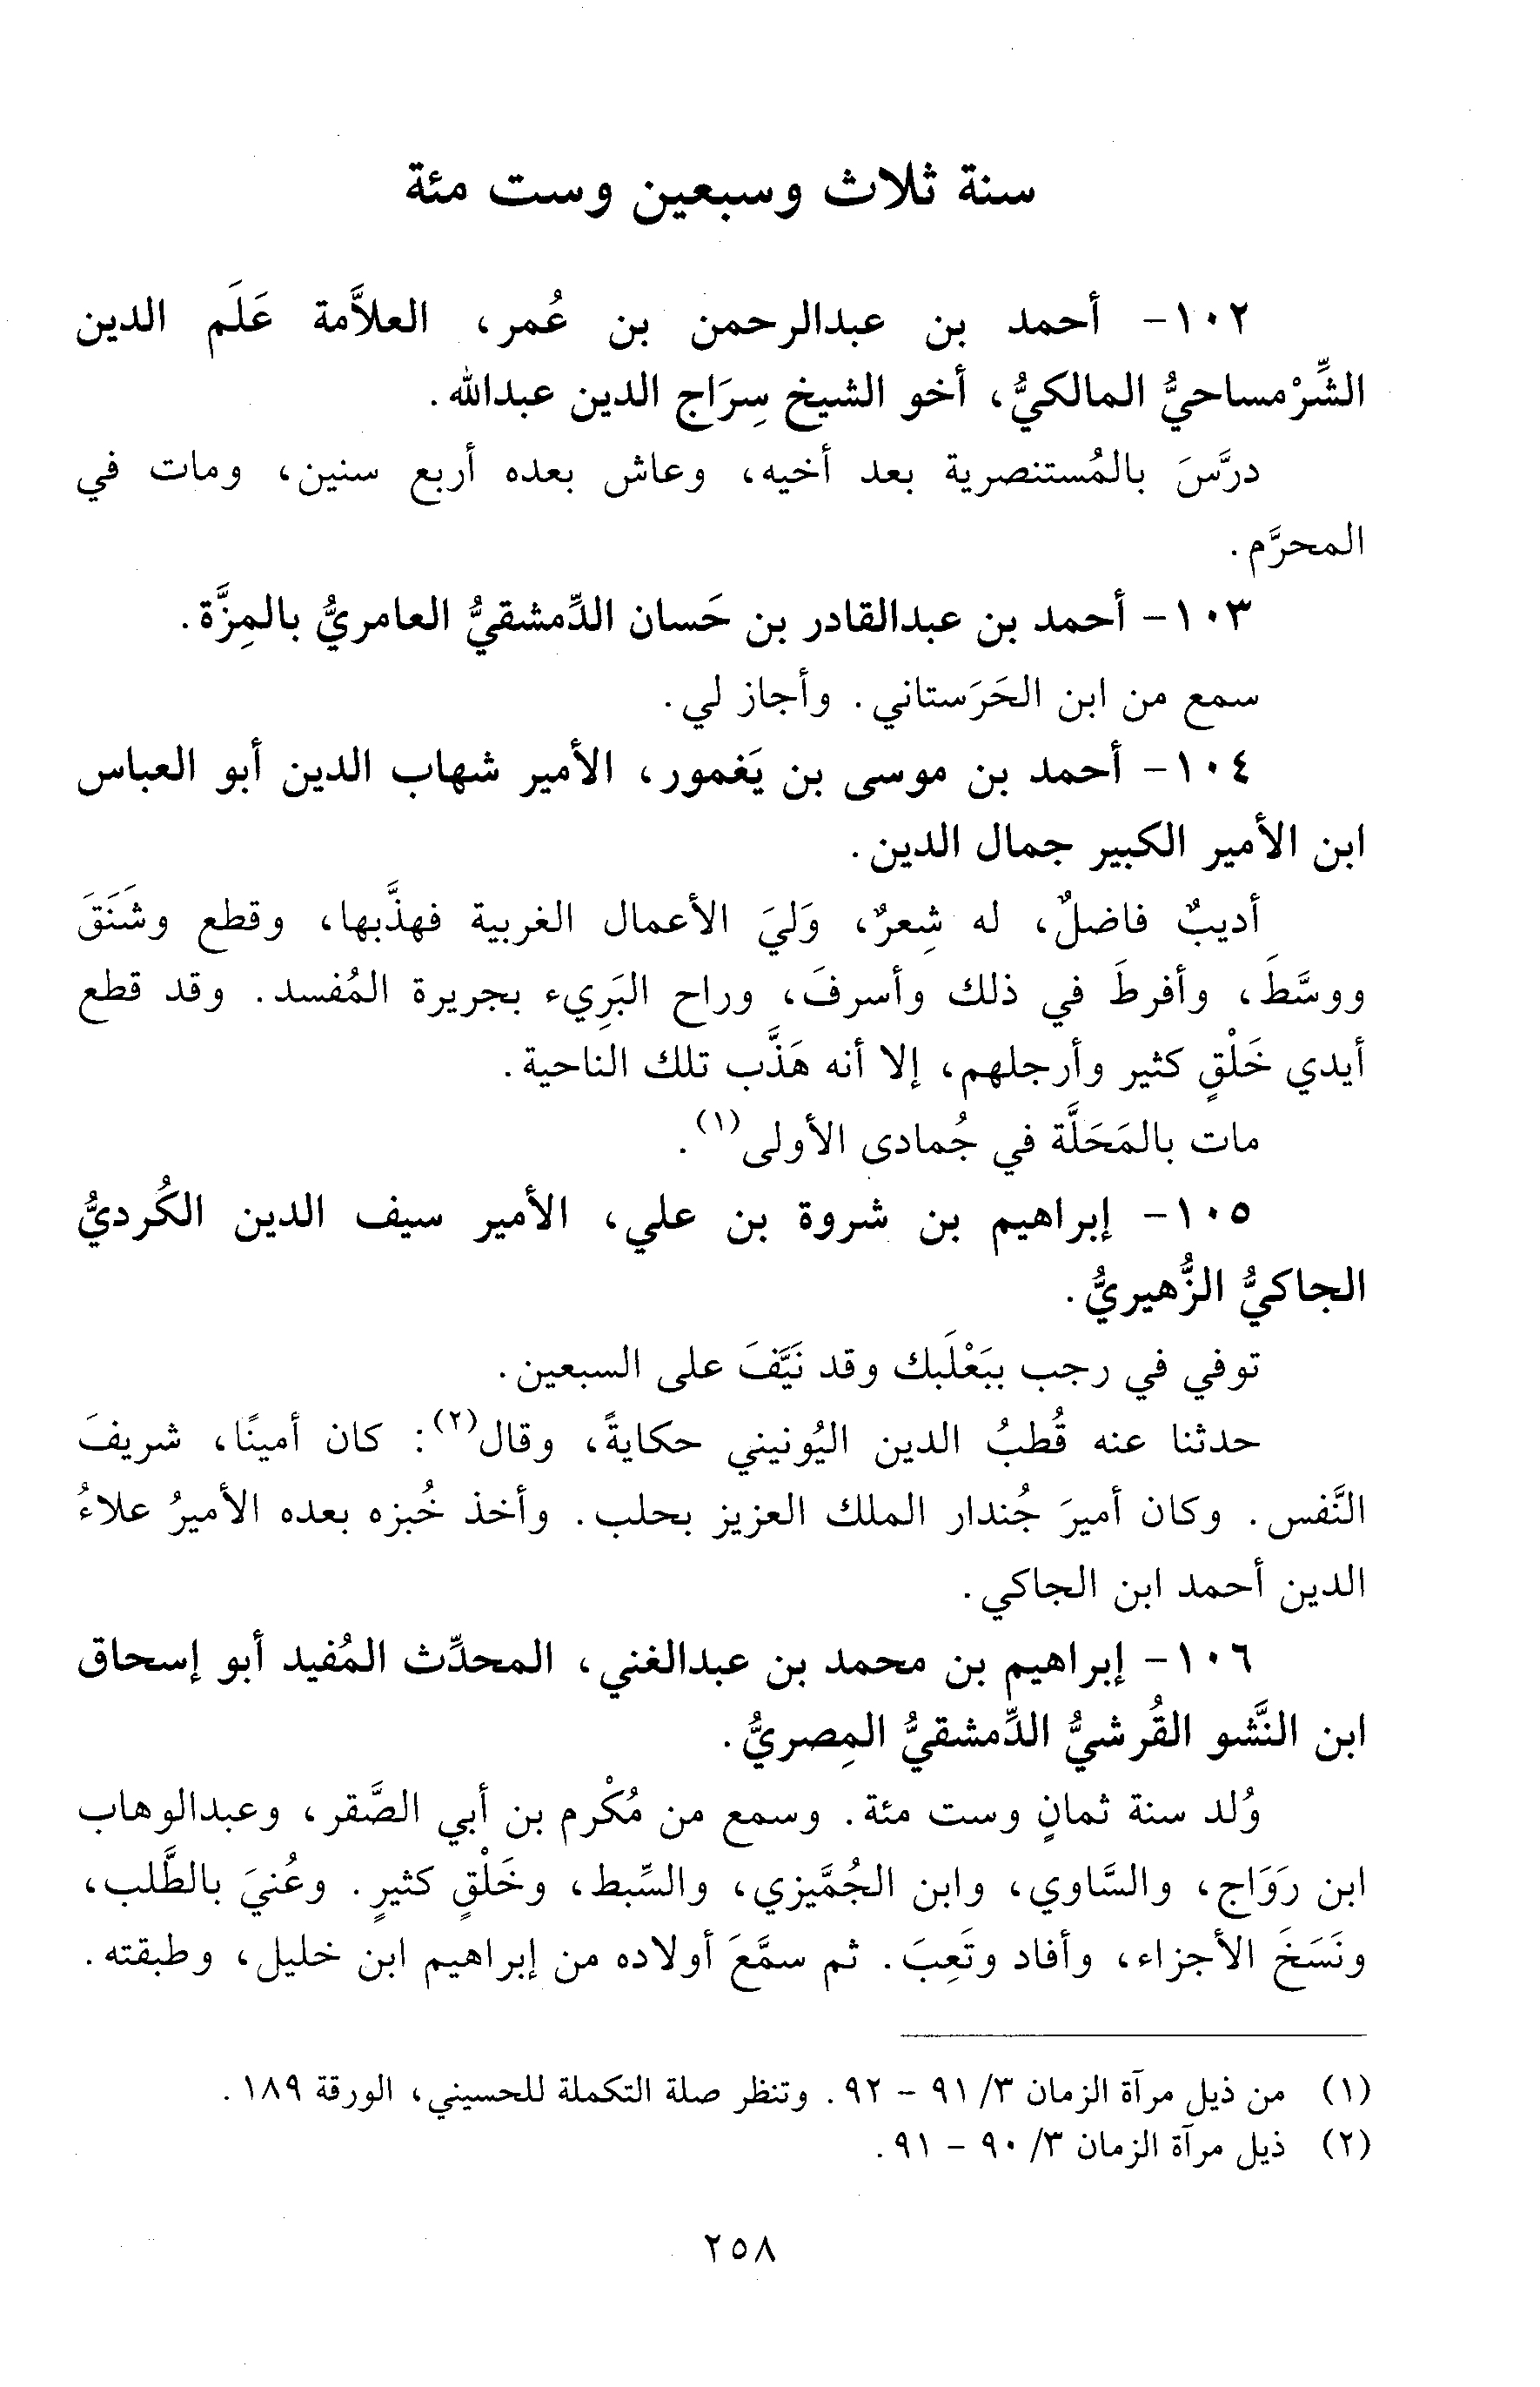 سنة ثلاث وسبعين وست مئة
١٠٢- أحمد بن عبدالرحمن بن عُمر، العلاَّمة عَلَم الدين
الشِّرْمساحيُّ المالكيُّ، أخو الشيخ سِرَاج الدين عبدالله.
درَّسَ بالمُستنصرية بعد أخيه، وعاش بعده أربع سنين، ومات في
المحرَّم.
١٠٣- أحمد بن عبدالقادر بن حَسان الدِّمشقيُّ العامريُّ بالمِزَّة.
سمع من ابن الحَرَستاني. وأجاز لي.
١٠٤- أحمد بن موسى بن يَغمور، الأمير شهاب الدين أبو العباس
ابن الأمير الكبير جمال الدين.
أديبٌ فاضلٌ، له شِعرٌ، وَليَ الأعمال الغربية فهذَّبها، وقطع وشَنَقَ
ووسَّطَ، وأفرطَ في ذلك وأسرفَ، وراح البَرِيء بجريرة المُفسد. وقد قطع
أيدي خَلْقٍ كثير وأرجلهم، إلا أنه هَذَّب تلك الناحية.
مات بالمَحَلَّة في جُمادى الأولى(١).
١٠٥- إبراهيم بن شروة بن علي، الأمير سيف الدين الكُرديُّ
الجاكيُّ الزُّهيريُّ.
توفي في رجب ببَعْلَبك وقد نَيَّفَ على السبعين.
حدثنا عنه قُطبُ الدين اليُونيني حكايةً، وقال(٢): كان أمينًا، شريفَ
النَّفس. وكان أميرَ جُندار الملك العزيز بحلب. وأخذ خُبزه بعده الأميرُ علاءُ
الدين أحمد ابن الجاكي.
١٠٦- إبراهيم بن محمد بن عبدالغني، المحدِّث المُفيد أبو إسحاق
ابن النَّشو القُرشيُّ الدِّمشقيُّ المِصريُّ.
وُلد سنة ثمانٍ وست مئة. وسمع من مُكْرم بن أبي الصَّقر، وعبدالوهاب
ابن رَوَاج، والسَّاوي، وابن الجُمَّيزي، والسِّبط، وخَلْقٍ كثيرٍ. وعُنيَ بالطَّلب،
ونَسَخَ الأجزاء، وأفاد وتَعِبَ. ثم سمَّعَ أولاده من إبراهيم ابن خليل، وطبقته.
(١) من ذيل مرآة الزمان ٣/ ٩١ - ٩٢. وتنظر صلة التكملة للحسيني، الورقة ١٨٩.
(٢) ذيل مرآة الزمان ٣/ ٩٠ - ٩١.
٢٥٨